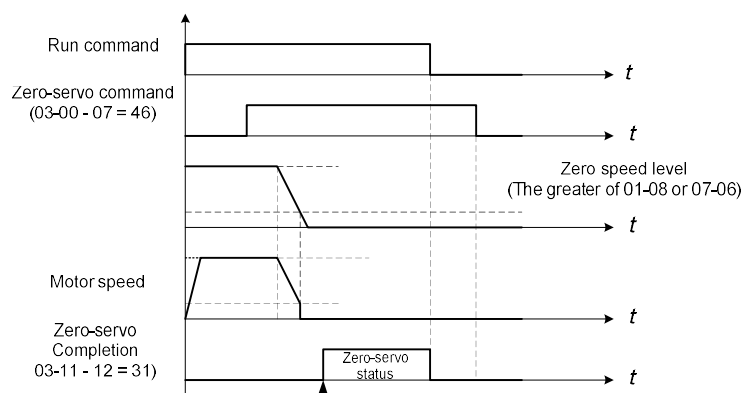 Run command
t
Zero-servo command
(03-00 - 07 = 46)
t
Zero speed level
(The greater of 01-08 or 07-06)
t
Motor speed
t
Zero-servo
Completion
03-11 - 12 = 31)
Zero-servo
status
t